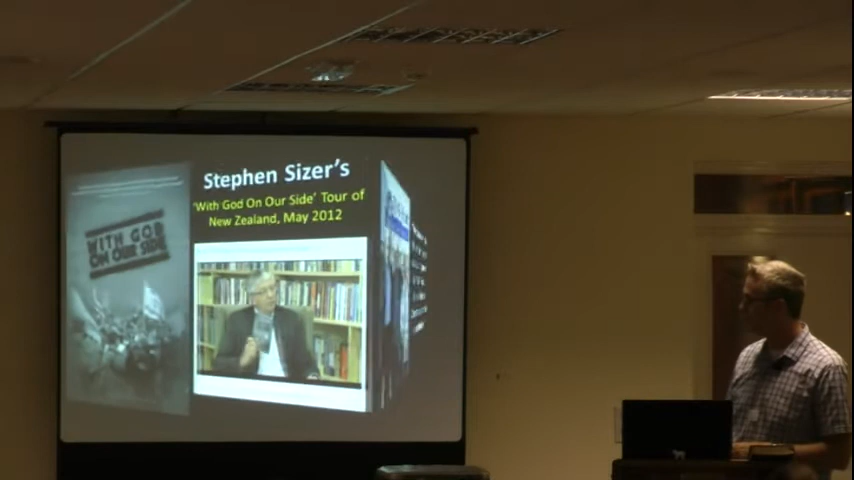 Stephen Sizer's
'With God On Our Side' Tour of
New Zealand, May 2012
WITH GOD
ON OUR SIDE